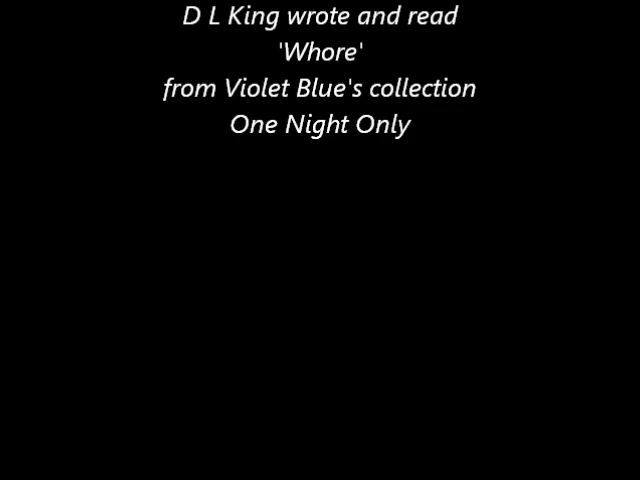 D L King wrote and read
'Whore'
from Violet Blue's collection
One Night Only